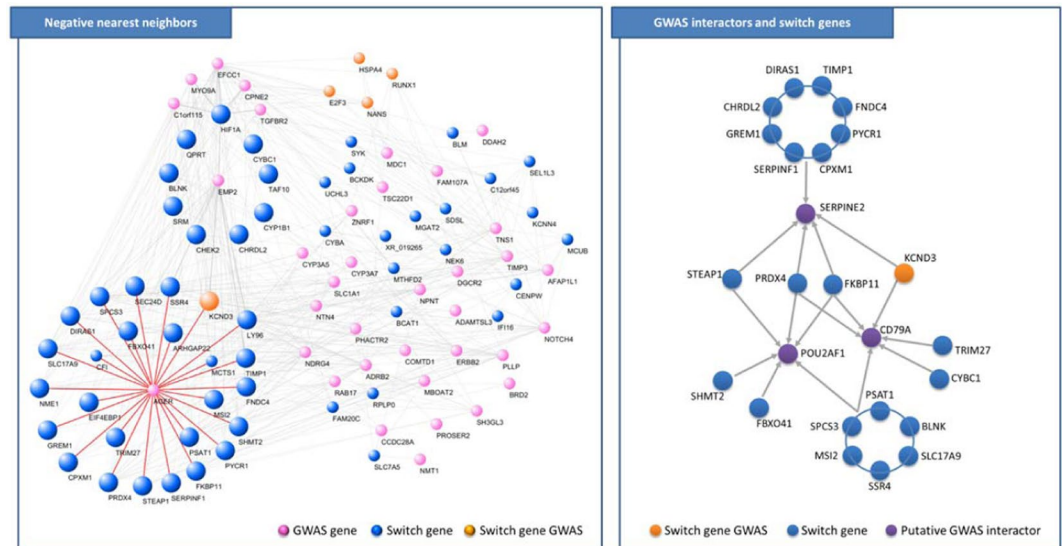 Negative nearest neighbors
EFCC1
MYO9A
CPNE2
C1orf115
TGFBR2
HIF1A
HSPA4
RUNX1
E2F3
NANS
QPRT
CYBC1
BLNK
TAF10
EMP2
SRM
CYP1B1
CHEK2
CHRDL2
SYK
BLM
DDAH2
MDC1
BCKDK
SEL1L3
UCHL3
FAM107A
C12orf45
TSC22D1
ZNRF1
SDSL
MGAT2
KCNN4
TNS1
CYBA
XR_019265
MCUB
NEK6
CYP3A5
CYP3A7
TIMP3
MTHFD2
DGCR2
AFAP1L1
SLC1A1
CENPW
NPNT
NTN4
BCAT1
ADAMTSL3
IFI16
NOTCH4
PHACTR2
SEC24D
SSR4
SPCS3
KCND3
DIRAS1
LY96
FBXO41
ARHGAP22
SLC17A9
CFI
MCTS1
TIMP1
NDRG4
COMTD1
ERBB2
PLLP
NME1
FNDC4
ADRB2
RAB17
MBOAT2
BRD2
EIF4EBP1
MSI2
FAM20C
RPLP0
SH3GL3
GREM1
SHMT2
TRIM27
PSAT1
PYCR1
CCDC28A
PROSER2
CPXM1
FKBP11
SLC7A5
NMT1
PRDX4
STEAP1
SERPINF1
GWAS gene
Switch gene
Switch gene GWAS
GWAS interactors and switch genes
DIRAS1
TIMP1
CHRDL2
FNDC4
GREM1
PYCR1
SERPINF1
CPXM1
SERPINE2
KCND3
STEAP1
PRDX4
FKBP11
CD79A
POU2AF1
TRIM27
SHMT2
CYBC1
FBXO41
PSAT1
SPCS3
BLNK
MSI2
SLC17A9
SSR4
Switch gene GWAS
Switch gene
Putative GWAS interactor